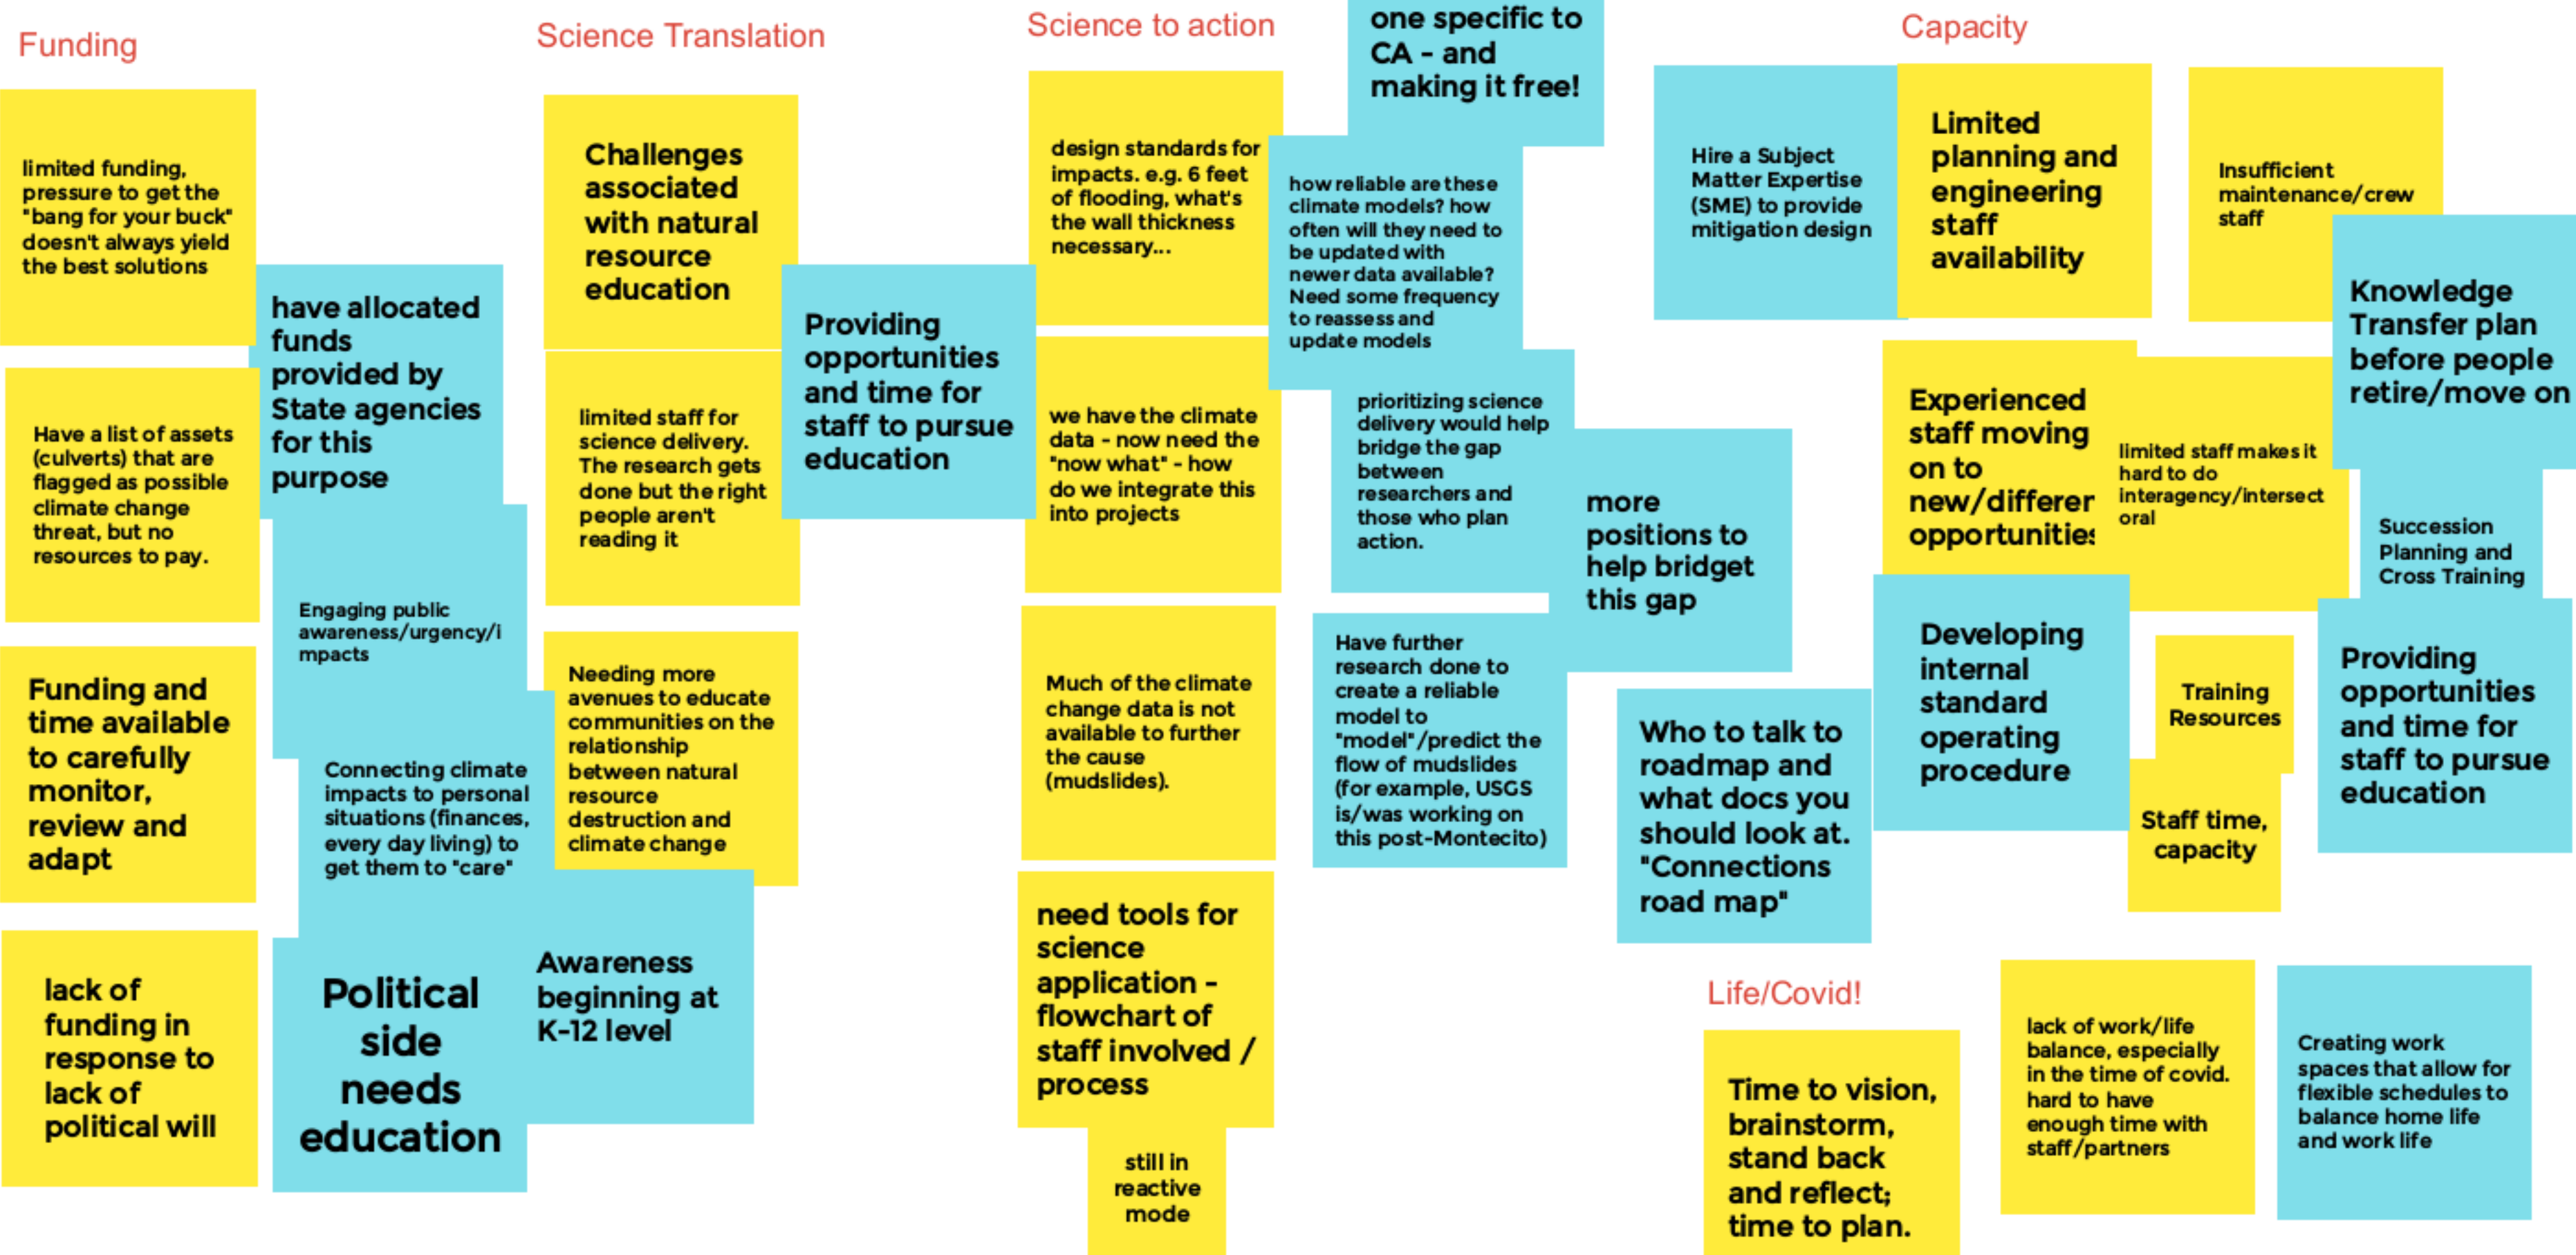 Funding
limited funding,
pressure to get the
"bang for your buck"
doesn't always yield
the best solutions
Have a list of assets
(culverts) that are
flagged as possible
climate change
threat, but no
resources to pay.
Funding and
time available
to carefully
monitor,
review and
adapt
lack of
funding in
response to
lack of
political will
have allocated
funds
provided by
State agencies
for this
purpose
Engaging public
awareness/urgency/i
mpacts
Connecting climate
impacts to personal
situations (finances,
every day living) to
get them to "care"
Political
side
needs
education
Science Translation
Challenges
associated
with natural
resource
education
limited staff for
science delivery.
The research gets
done but the right
people aren't
reading it
Needing more
avenues to educate
communities on the
relationship
between natural
resource
destruction and
climate change
Awareness
beginning at
K-12 level
Providing
opportunities
and time for
staff to pursue
education
Science to action
design standards for
impacts. e.g. 6 feet
of flooding, what's
the wall thickness
necessary...
we have the climate
data - now need the
"now what" - how
do we integrate this
into projects
Much of the climate
change data is not
available to further
the cause
(mudslides).
need tools for
science
application -
flowchart of
staff involved /
process
still in
reactive
mode
one specific to
CA - and
making it free!
how reliable are these
climate models? how
often will they need to
be updated with
newer data available?
Need some frequency
to reassess and
update models
prioritizing science
delivery would help
bridge the gap
between
researchers and
those who plan
action.
more
positions to
help bridget
this gap
Have further
research done to
create a reliable
model to
"model"/predict the
flow of mudslides
(for example, USGS
is/was working on
this post-Montecito)
Who to talk to
roadmap and
what docs you
should look at.
"Connections
road map"
Capacity
Hire a Subject
Matter Expertise
(SME) to provide
mitigation design
Limited
planning and
engineering
staff
availability
Insufficient
maintenance/crew
staff
Knowledge
Transfer plan
before people
retire/move on
Experienced
staff moving
on to
new/differen
opportunities
limited staff makes it
hard to do
interagency/intersect
oral
Succession
Planning and
Cross Training
Developing
internal
standard
operating
procedure
Training
Resources
Staff time,
capacity
Providing
opportunities
and time for
staff to pursue
education
Life/Covid!
Time to vision,
brainstorm,
stand back
and reflect;
time to plan.
lack of work/life
balance, especially
in the time of covid.
hard to have
enough time with
staff/partners
Creating work
spaces that allow for
flexible schedules to
balance home life
and work life